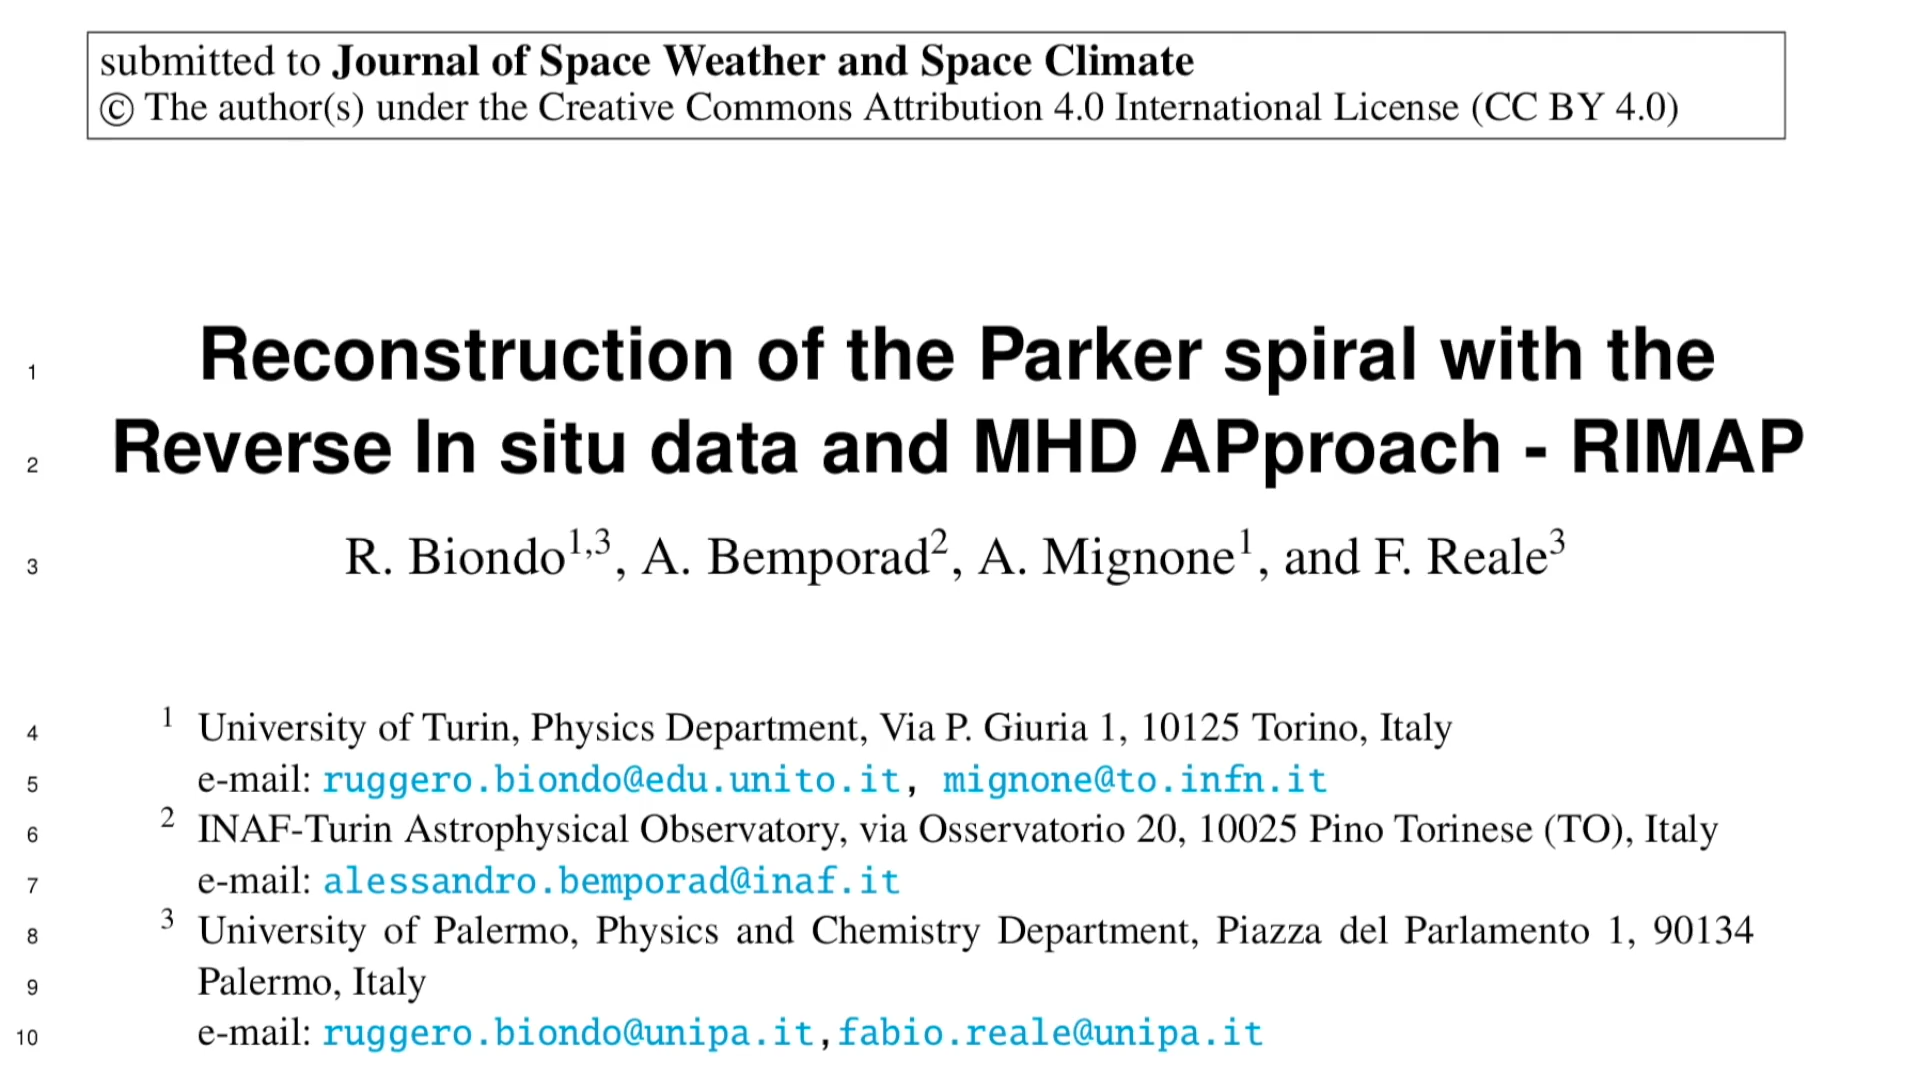 submitted to Journal of Space Weather and Space Climate
© The author(s) under the Creative Commons Attribution 4.0 International License (CC BY 4.0)
1 Reconstruction of the Parker spiral with the
2 Reverse In situ data and MHD APproach - RIMAP
3 R. Biondo1,3, A. Bemporad2, A. Mignone1, and F. Reale3
4 1 University of Turin, Physics Department, Via P. Giuria 1, 10125 Torino, Italy
5 e-mail: ruggero.biondo@edu.unito.it, mignone@to.infn.it
6 2 INAF-Turin Astrophysical Observatory, via Osservatorio 20, 10025 Pino Torinese (TO), Italy
7 e-mail: alessandro.bemporad@inaf.it
8 3 University of Palermo, Physics and Chemistry Department, Piazza del Parlamento 1, 90134
9 Palermo, Italy
10 e-mail: ruggero.biondo@unipa.it,fabio.reale@unipa.it